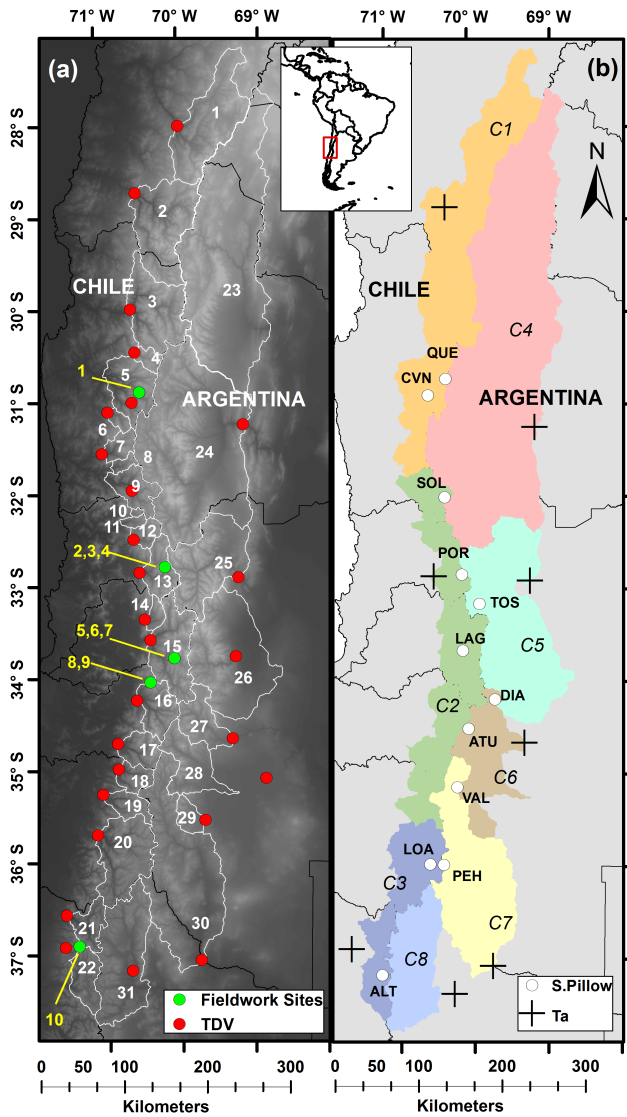 71°W 70°W 69°W 71°W 70°W 69°W
(a) (b)
1
C1
28°S
N
2
29°S
CHILE 3 23 CHILE C4
30°S
4 QUE
1 5 CVN
ARGENTINA ARGENTINA
31°S
6
7 8 24
9 SOL
32°S
10
11 12
2,3,4 POR
13 25
33°S
14 TOS
5,6,7 15 LAG C5
8,9 26
34°S
16 DIA
C2
27 ATU
17
C6
35°S
18 28 VAL
19 29
20 LOA
36°S
PEH
C3
30 C7
21
37°S
22 C8
31 ALT
10
Fieldwork Sites
TDV
S.Pillow
Ta
0 50 100 200 300 0 50 100 200 300
Kilometers Kilometers